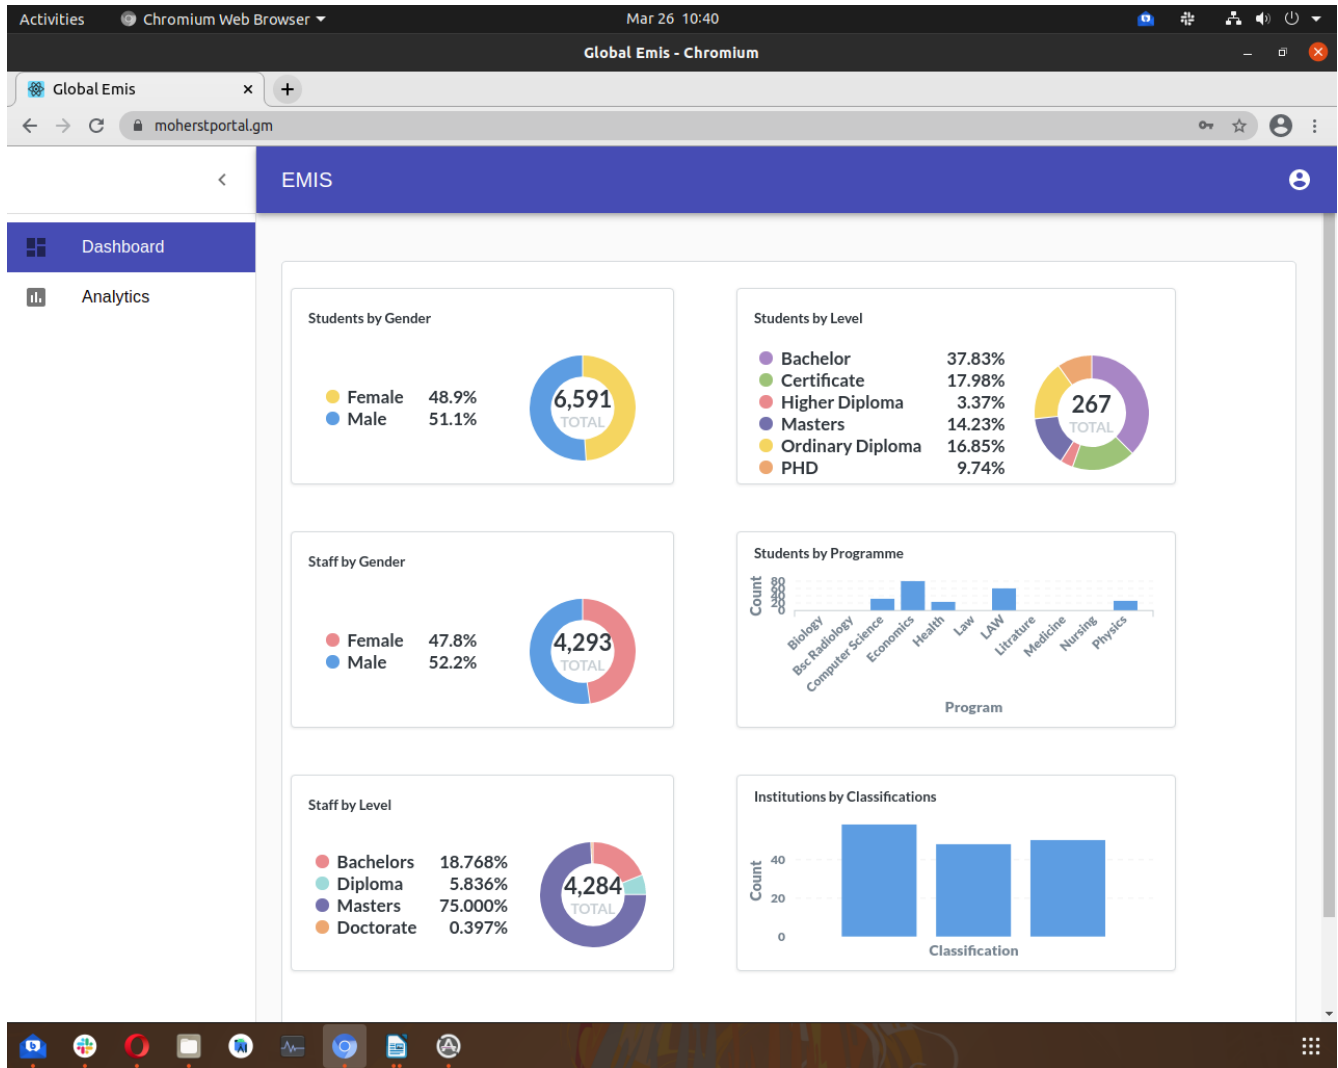 Activities
Chromium Web Browser
Mar 26 10:40
Global Emis - Chromium
Global Emis
moherstportal.gm
EMIS
Dashboard
Analytics
Students by Gender
Female 48.9%
Male 51.1%
6,591
TOTAL
Students by Level
Bachelor 37.83%
Certificate 17.98%
Higher Diploma 3.37%
Masters 14.23%
Ordinary Diploma 16.85%
PHD 9.74%
267
TOTAL
Staff by Gender
Female 47.8%
Male 52.2%
4,293
TOTAL
Students by Programme
Count
80
60
40
20
0
Biology
Bsc Radiology
Computer Science
Economics
Health
Law
LAW
Litrature
Medicine
Nursing
Physics
Program
Staff by Level
Bachelors 18.768%
Diploma 5.836%
Masters 75.000%
Doctorate 0.397%
4,284
TOTAL
Institutions by Classifications
Count
40
20
0
Classification